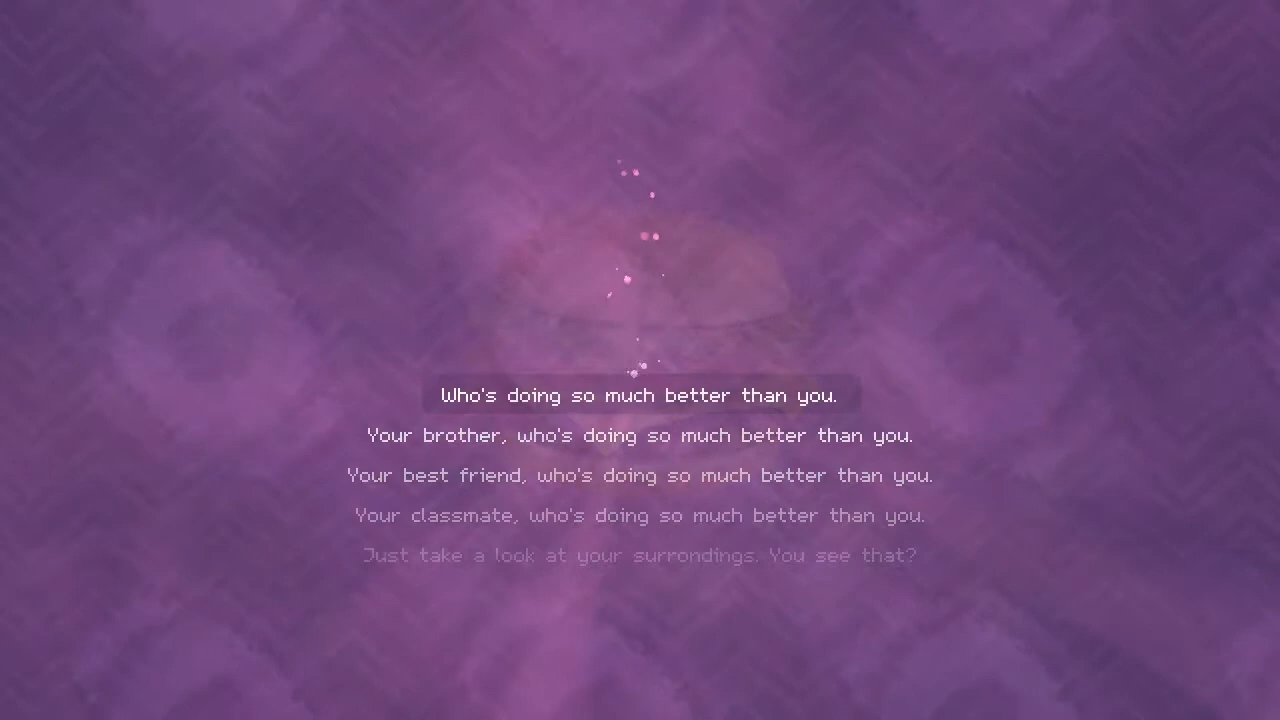 Who's doing so much better than you.
Your brother, who's doing so much better than you.
Your best friend, who's doing so much better than you.
Your classmate, who's doing so much better than you.
Just take a look at your surrondings. You see that?